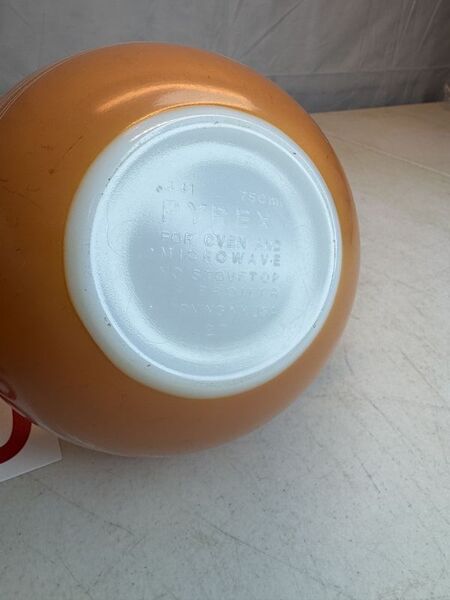 441 750ml
PYREX
FOR OVEN AND
MICROWAVE
NO STOVETOP